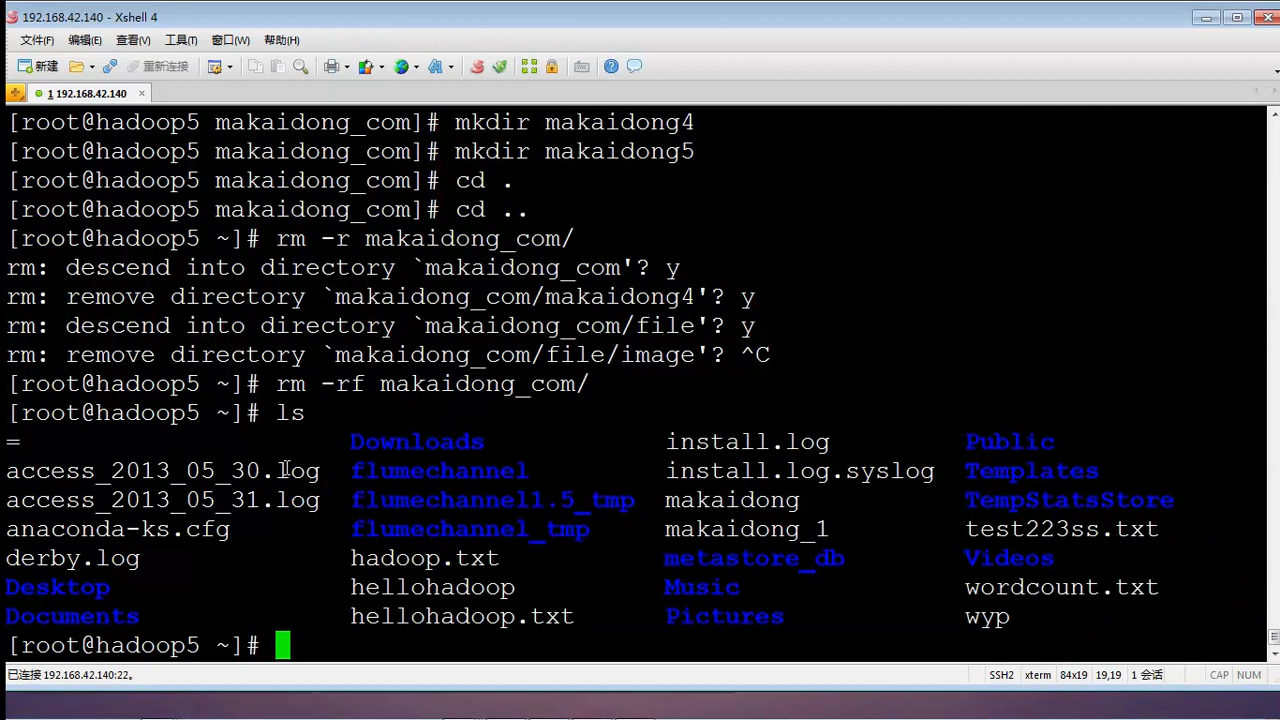 192.168.42.140 - Xshell 4
文件(F) 编辑(E) 查看(V) 工具(T) 窗口(W) 帮助(H)
新建 重新连接
1 192.168.42.140
[root@hadoop5 makaidong_com]# mkdir makaidong4
[root@hadoop5 makaidong_com]# mkdir makaidong5
[root@hadoop5 makaidong_com]# cd .
[root@hadoop5 makaidong_com]# cd ..
[root@hadoop5 ~]# rm -r makaidong_com/
rm: descend into directory `makaidong_com'? y
rm: remove directory `makaidong_com/makaidong4'? y
rm: descend into directory `makaidong_com/file'? y
rm: remove directory `makaidong_com/file/image'? ^C
[root@hadoop5 ~]# rm -rf makaidong_com/
[root@hadoop5 ~]# ls
= Downloads install.log Public
access_2013_05_30.log flumechannel install.log.syslog Templates
access_2013_05_31.log flumechannel1.5_tmp makaidong TempStatsStore
anaconda-ks.cfg flumechannel_tmp makaidong_1 test223ss.txt
derby.log hadoop.txt metastore_db Videos
Desktop hellohadoop Music wordcount.txt
Documents hellohadoop.txt Pictures wyp
[root@hadoop5 ~]#
已连接 192.168.42.140:22。 SSH2 xterm 84x19 19,19 1 会话 CAP NUM